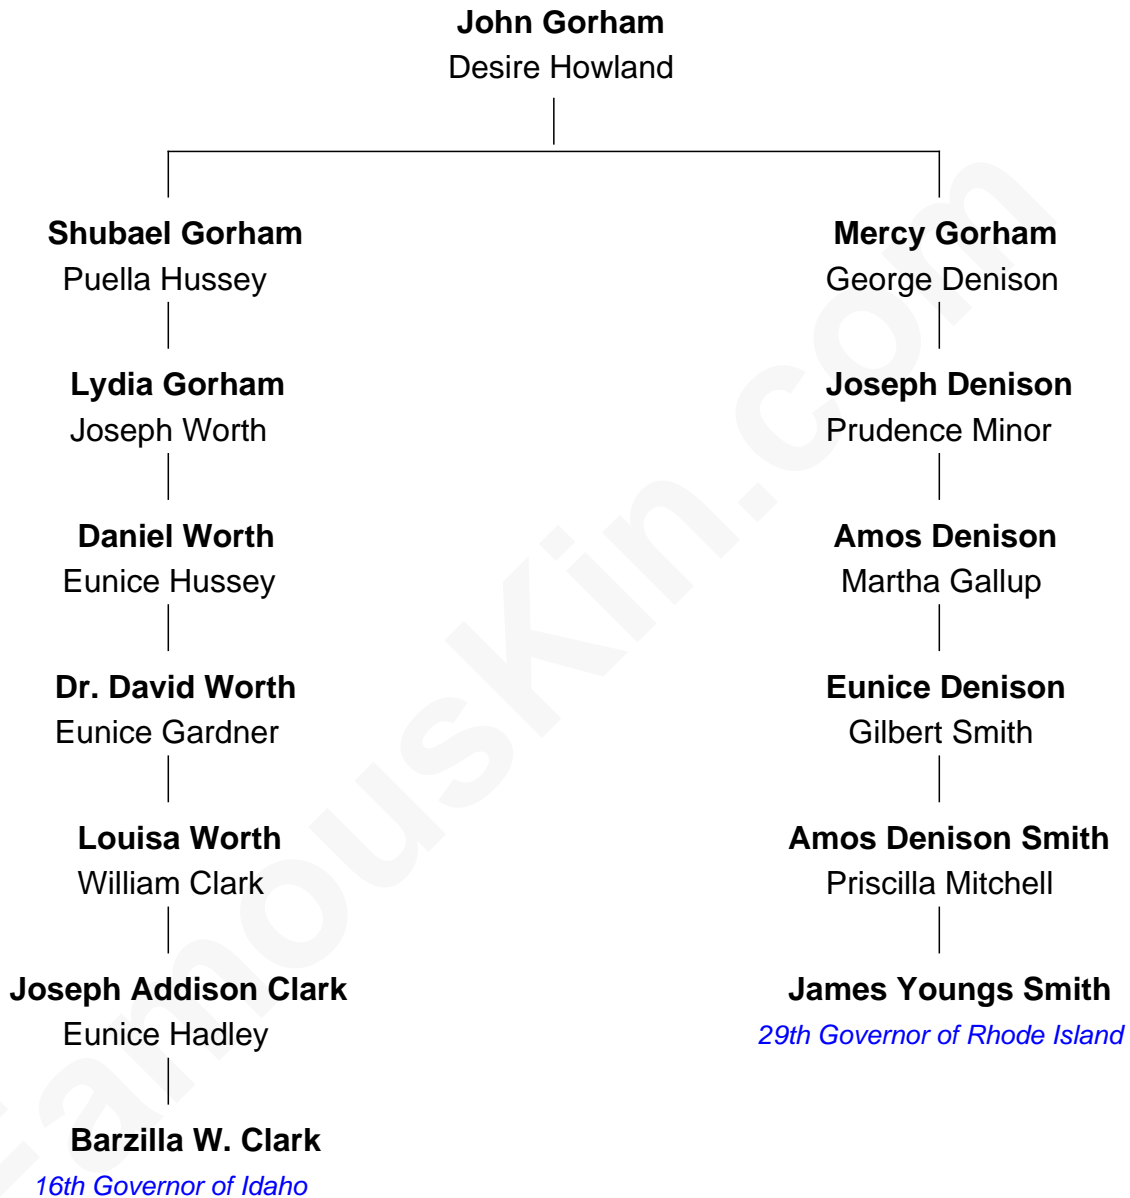 John Gorham
Desire Howland
Shubael Gorham
Puella Hussey
Mercy Gorham
George Denison
Lydia Gorham
Joseph Worth
Joseph Denison
Prudence Minor
Daniel Worth
Eunice Hussey
Amos Denison
Martha Gallup
Dr. David Worth
Eunice Gardner
Eunice Denison
Gilbert Smith
Louisa Worth
William Clark
Amos Denison Smith
Priscilla Mitchell
Joseph Addison Clark
Eunice Hadley
James Youngs Smith
29th Governor of Rhode Island
Barzilla W. Clark
16th Governor of Idaho
FamousKin.com